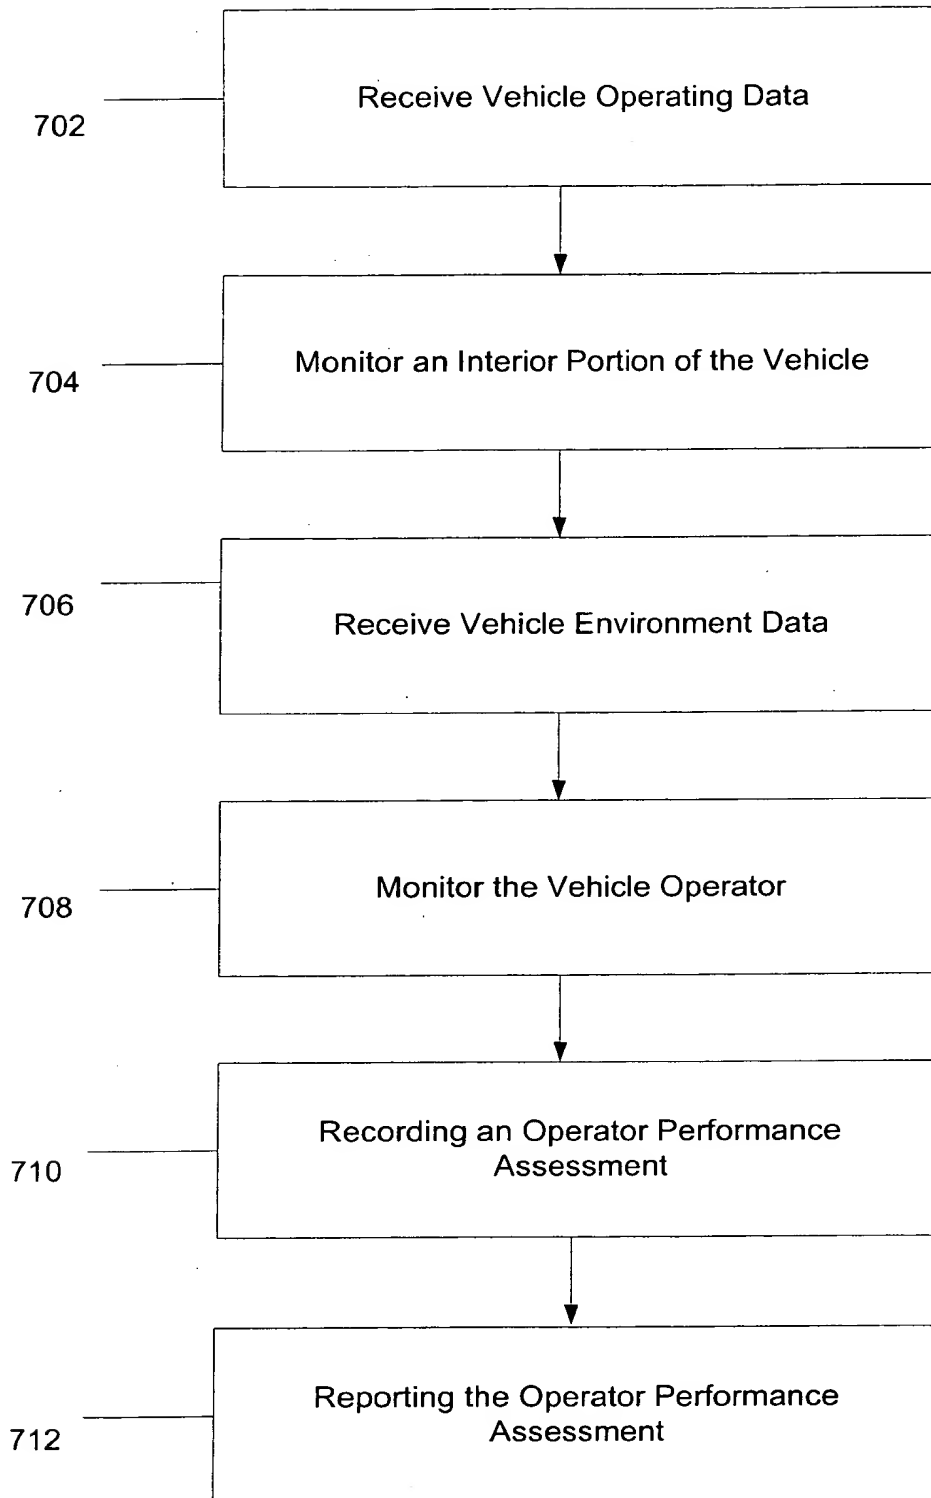 Receive Vehicle Operating Data
702
Monitor an Interior Portion of the Vehicle
704
Receive Vehicle Environment Data
706
Monitor the Vehicle Operator
708
Recording an Operator Performance
Assessment
710
Reporting the Operator Performance
Assessment
712